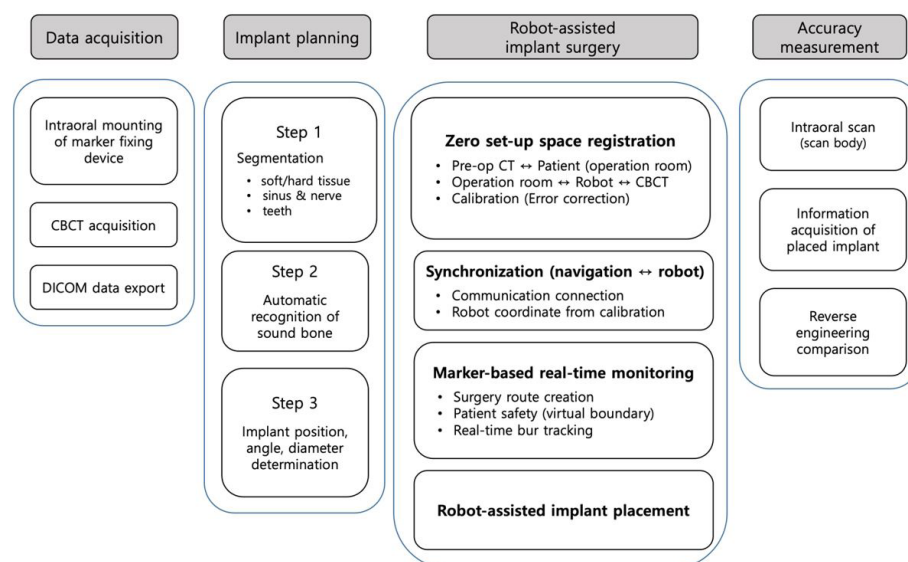 Data acquisition
Intraoral mounting
of marker fixing
device
CBCT acquisition
DICOM data export
Implant planning
Step 1
Segmentation
• soft/hard tissue
• sinus & nerve
• teeth
Step 2
Automatic
recognition of
sound bone
Step 3
Implant position,
angle, diameter
determination
Robot-assisted
implant surgery
Zero set-up space registration
• Pre-op CT ↔ Patient (operation room)
• Operation room ↔ Robot ↔ CBCT
• Calibration (Error correction)
Synchronization (navigation ↔ robot)
• Communication connection
• Robot coordinate from calibration
Marker-based real-time monitoring
• Surgery route creation
• Patient safety (virtual boundary)
• Real-time bur tracking
Robot-assisted implant placement
Accuracy
measurement
Intraoral scan
(scan body)
Information
acquisition of
placed implant
Reverse
engineering
comparison